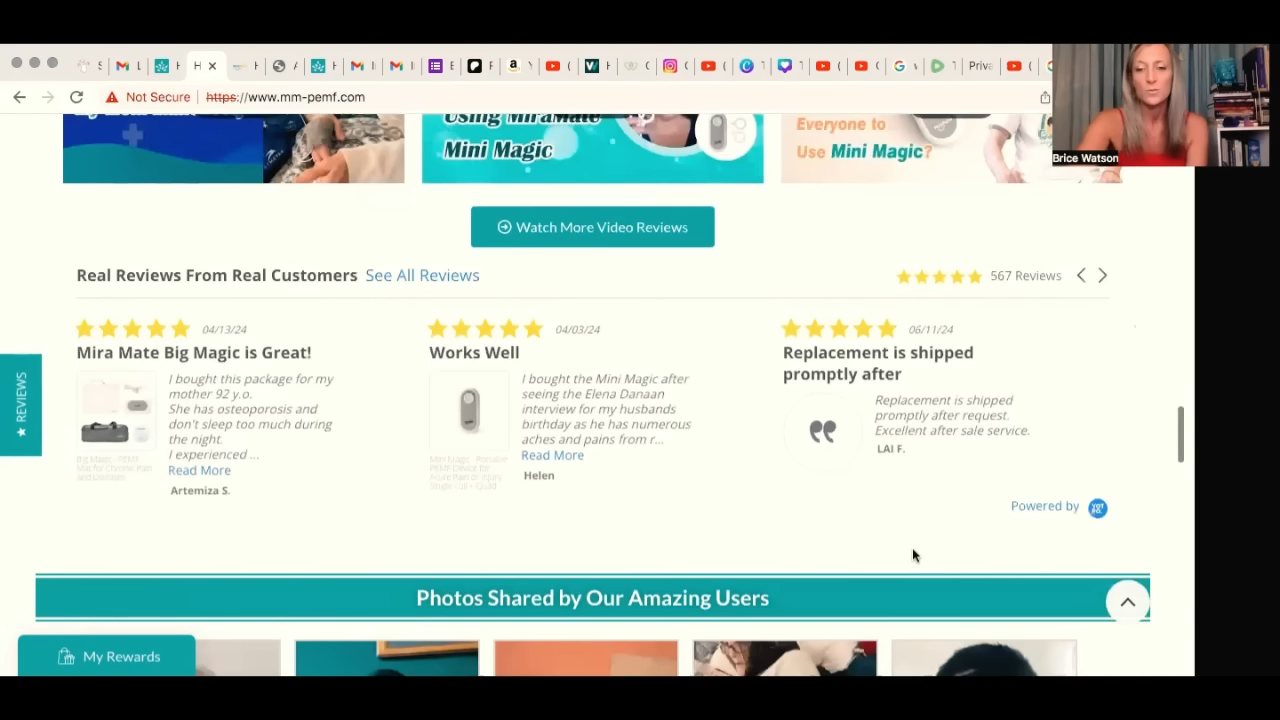 Not Secure
https://www.mm-pemf.com
Using MiraMate
Mini Magic
Everyone to
Use Mini Magic?
Brice Watson
Watch More Video Reviews
Real Reviews From Real Customers See All Reviews
567 Reviews
04/13/24
Mira Mate Big Magic is Great!
I bought this package for my
mother 92 y.o.
She has osteoporosis and
don't sleep too much during
the night.
I experienced ...
Read More
Artemiza S.
04/03/24
Works Well
I bought the Mini Magic after
seeing the Elena Danaan
interview for my husbands
birthday as he has numerous
aches and pains from r...
Read More
Helen
06/11/24
Replacement is shipped
promptly after
Replacement is shipped
promptly after request.
Excellent after sale service.
LAI F.
REVIEWS
Powered by
Photos Shared by Our Amazing Users
My Rewards